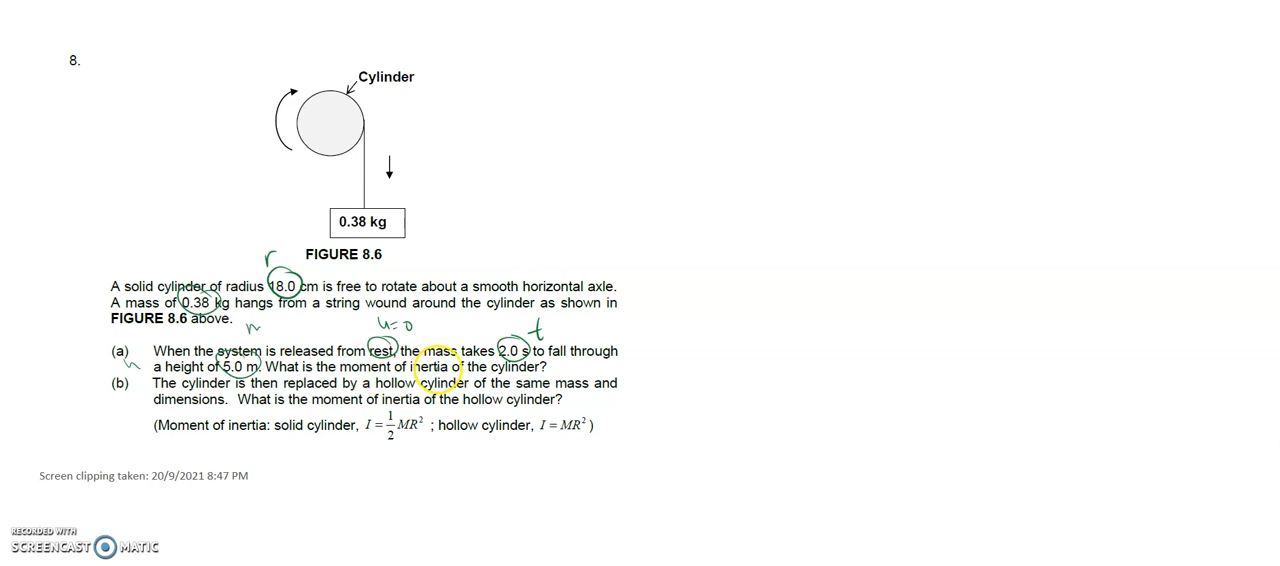 8.
Cylinder
0.38 kg
FIGURE 8.6
r
A solid cylinder of radius 18.0 cm is free to rotate about a smooth horizontal axle.
A mass of 0.38 kg hangs from a string wound around the cylinder as shown in
FIGURE 8.6 above.
u=0
t
(a) When the system is released from rest, the mass takes 2.0 s to fall through
h
a height of 5.0 m. What is the moment of inertia of the cylinder?
(b) The cylinder is then replaced by a hollow cylinder of the same mass and
dimensions. What is the moment of inertia of the hollow cylinder?
(Moment of inertia: solid cylinder, I = 1/2 MR² ; hollow cylinder, I = MR² )
Screen clipping taken: 20/9/2021 8:47 PM
RECORDED WITH
SCREENCAST MATIC